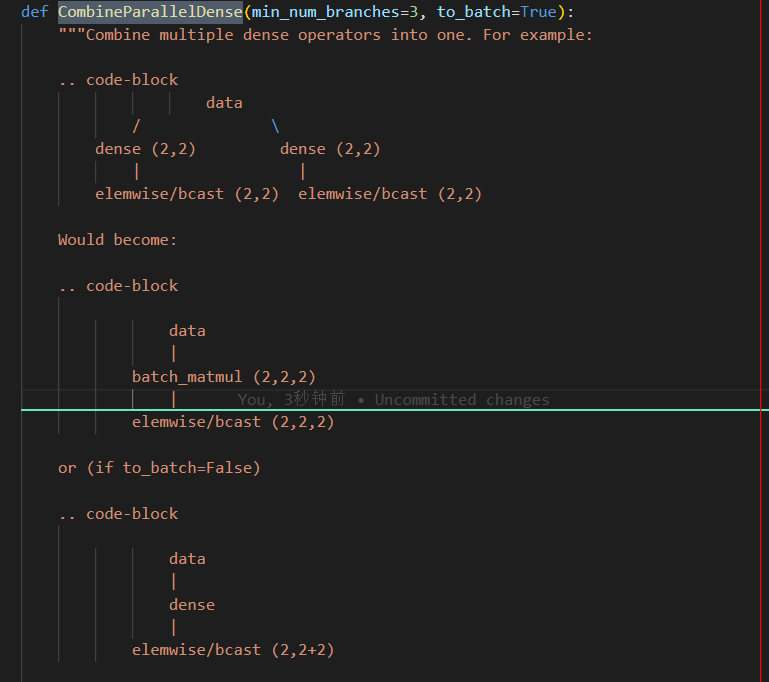 def CombineParallelDense(min_num_branches=3, to_batch=True):
"""Combine multiple dense operators into one. For example:
.. code-block
data
/ \
dense (2,2) dense (2,2)
| |
elemwise/bcast (2,2) elemwise/bcast (2,2)
Would become:
.. code-block
data
|
batch_matmul (2,2,2)
| You, 3秒钟前 • Uncommitted changes
elemwise/bcast (2,2,2)
or (if to_batch=False)
.. code-block
data
|
dense
|
elemwise/bcast (2,2+2)